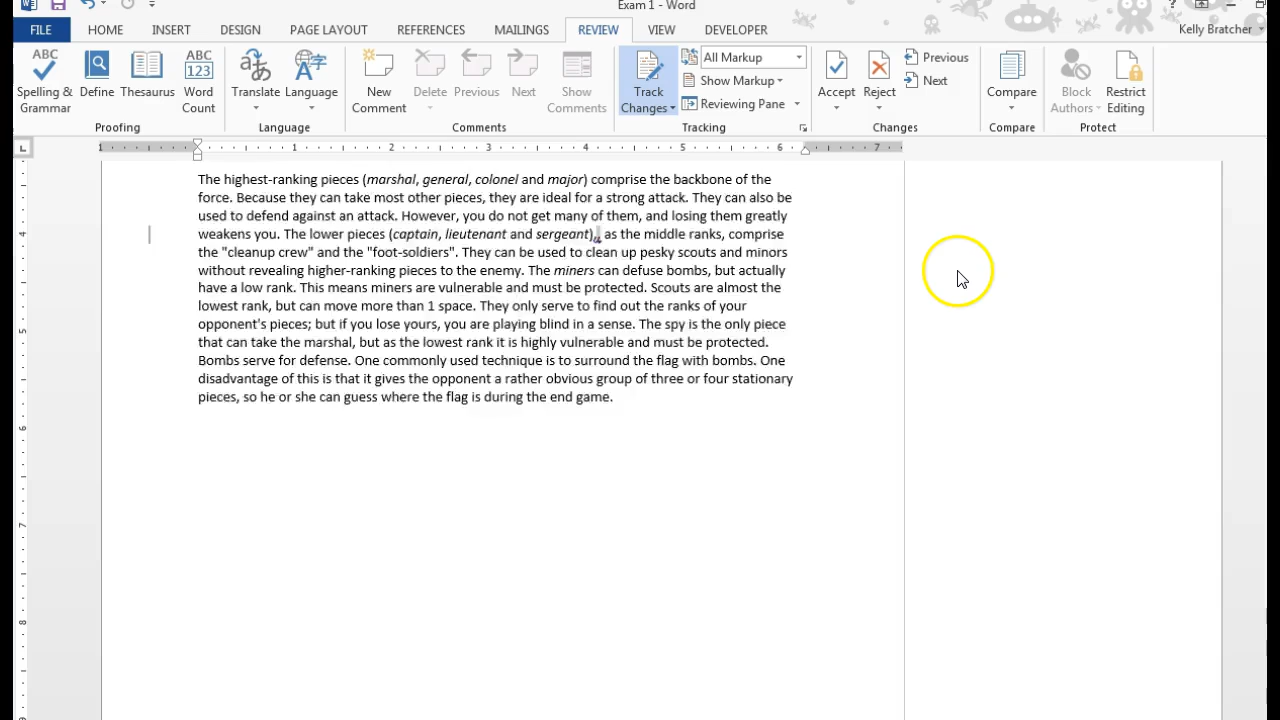 Exam 1 - Word
?
FILE HOME INSERT DESIGN PAGE LAYOUT REFERENCES MAILINGS REVIEW VIEW DEVELOPER Kelly Bratcher
ABC Spelling & Grammar
Define
Thesaurus
ABC 123 Word Count
Translate
Language
New Comment
Delete
Previous
Next
Show Comments
Track Changes
All Markup
Show Markup
Reviewing Pane
Accept
Reject
Previous
Next
Compare
Block Authors
Restrict Editing
Proofing Language Comments Tracking Changes Compare Protect
1 1 2 3 4 5 6 7
The highest-ranking pieces (marshal, general, colonel and major) comprise the backbone of the
force. Because they can take most other pieces, they are ideal for a strong attack. They can also be
used to defend against an attack. However, you do not get many of them, and losing them greatly
weakens you. The lower pieces (captain, lieutenant and sergeant), as the middle ranks, comprise
the "cleanup crew" and the "foot-soldiers". They can be used to clean up pesky scouts and minors
without revealing higher-ranking pieces to the enemy. The miners can defuse bombs, but actually
have a low rank. This means miners are vulnerable and must be protected. Scouts are almost the
lowest rank, but can move more than 1 space. They only serve to find out the ranks of your
opponent's pieces; but if you lose yours, you are playing blind in a sense. The spy is the only piece
that can take the marshal, but as the lowest rank it is highly vulnerable and must be protected.
Bombs serve for defense. One commonly used technique is to surround the flag with bombs. One
disadvantage of this is that it gives the opponent a rather obvious group of three or four stationary
pieces, so he or she can guess where the flag is during the end game.
4
5
6
7
8